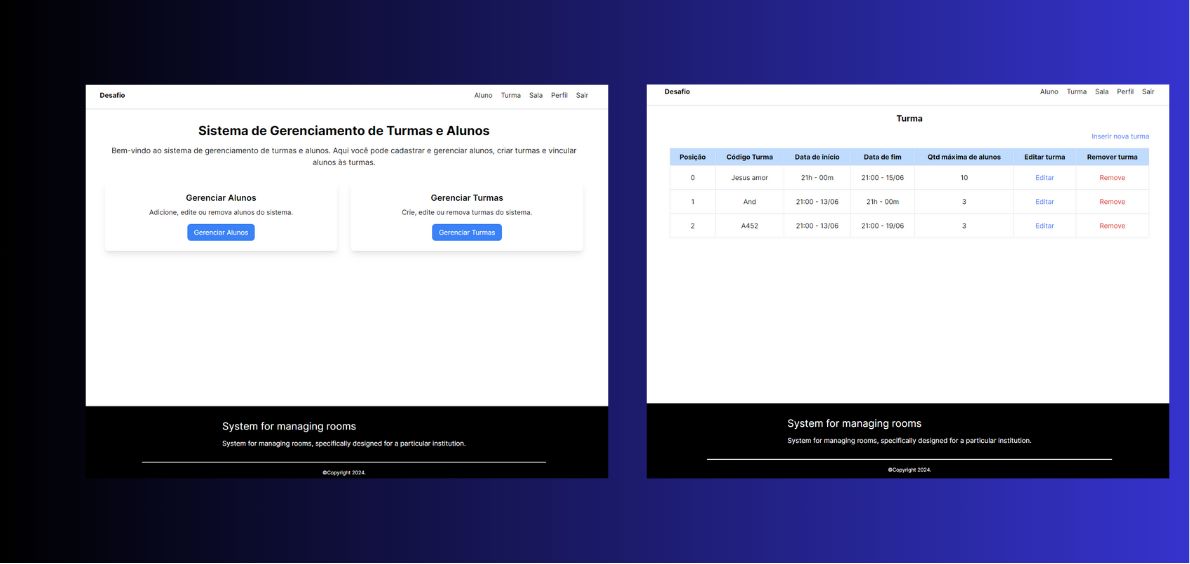 Desafio
Aluno Turma Sala Perfil Sair
Sistema de Gerenciamento de Turmas e Alunos
Bem-vindo ao sistema de gerenciamento de turmas e alunos. Aqui você pode cadastrar e gerenciar alunos, criar turmas e vincular
alunos às turmas.
Gerenciar Alunos
Adicione, edite ou remova alunos do sistema.
Gerenciar Alunos
Gerenciar Turmas
Crie, edite ou remova turmas do sistema.
Gerenciar Turmas
System for managing rooms
System for managing rooms, specifically designed for a particular institution.
©Copyright 2024.
Desafio
Aluno Turma Sala Perfil Sair
Turma
Inserir nova turma
Posição Código Turma Data de início Data de fim Qtd máxima de alunos Editar turma Remover turma
0 Jesus amor 21h - 00m 21:00 - 15/06 10 Editar Remove
1 And 21:00 - 13/06 21h - 00m 3 Editar Remove
2 A452 21:00 - 13/06 21:00 - 19/06 3 Editar Remove
System for managing rooms
System for managing rooms, specifically designed for a particular institution.
©Copyright 2024.